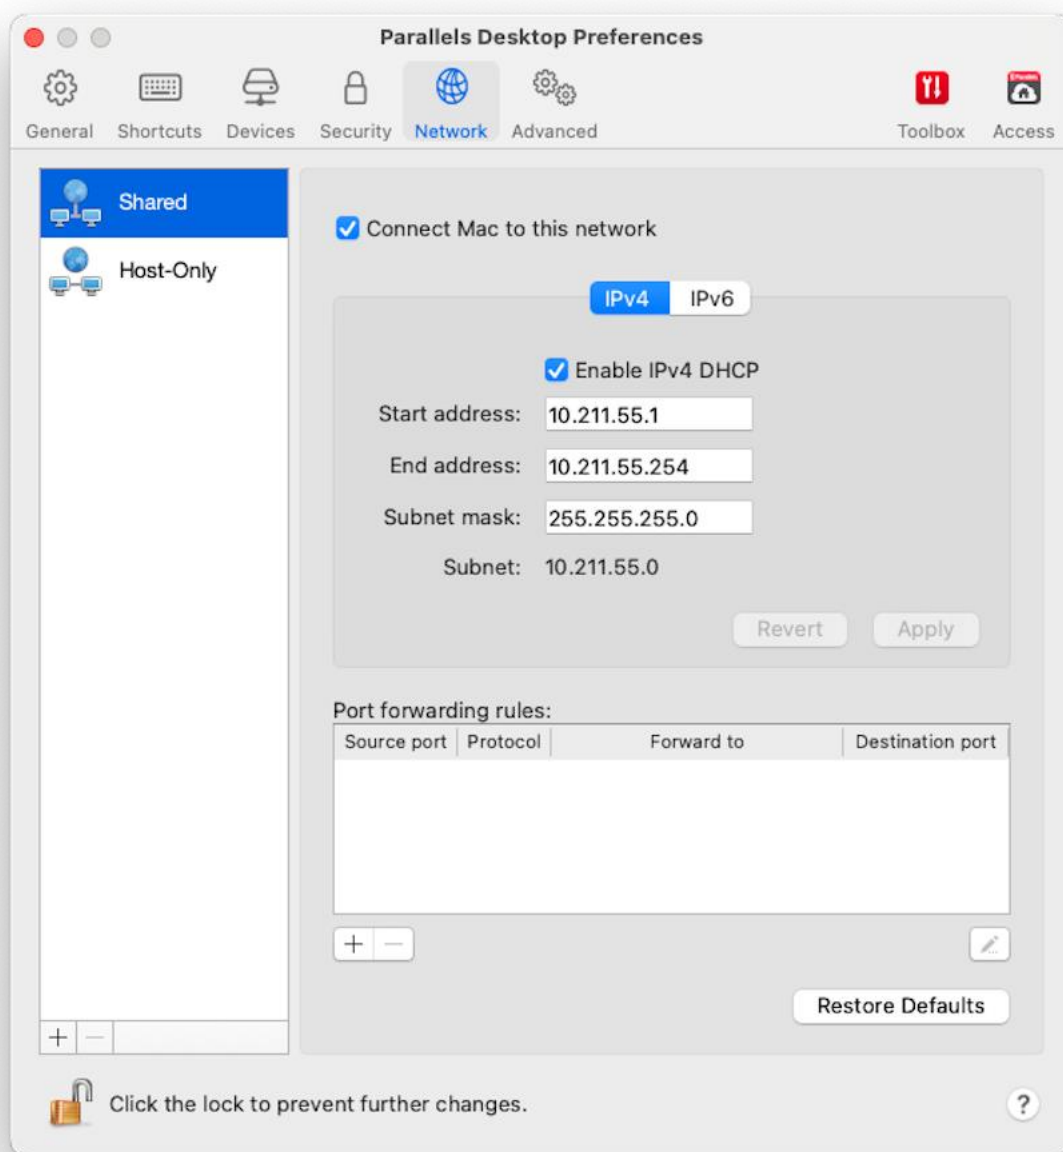 Parallels Desktop Preferences
General Shortcuts Devices Security Network Advanced Toolbox Access
Shared
Host-Only
Connect Mac to this network
IPv4 IPv6
Enable IPv4 DHCP
Start address: 10.211.55.1
End address: 10.211.55.254
Subnet mask: 255.255.255.0
Subnet: 10.211.55.0
Revert Apply
Port forwarding rules:
Source port Protocol Forward to Destination port
Restore Defaults
Click the lock to prevent further changes.
?